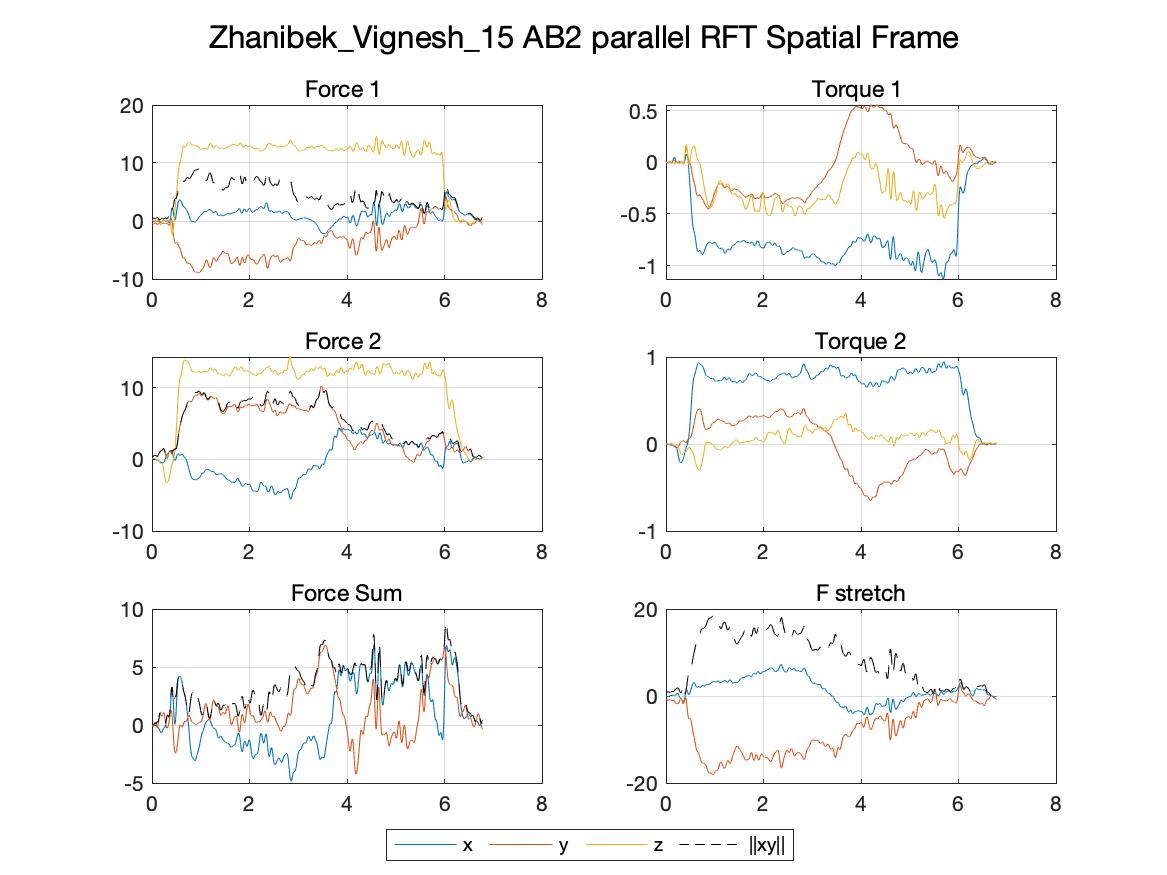 Zhanibek_Vignesh_15 AB2 parallel RFT Spatial Frame
Force 1
20
10
0
-10
0 2 4 6 8
Torque 1
0.5
0
-0.5
-1
0 2 4 6 8
Force 2
10
0
-10
0 2 4 6 8
Torque 2
1
0
-1
0 2 4 6 8
Force Sum
10
5
0
-5
0 2 4 6 8
F stretch
20
0
-20
0 2 4 6 8
x y z ||xy||